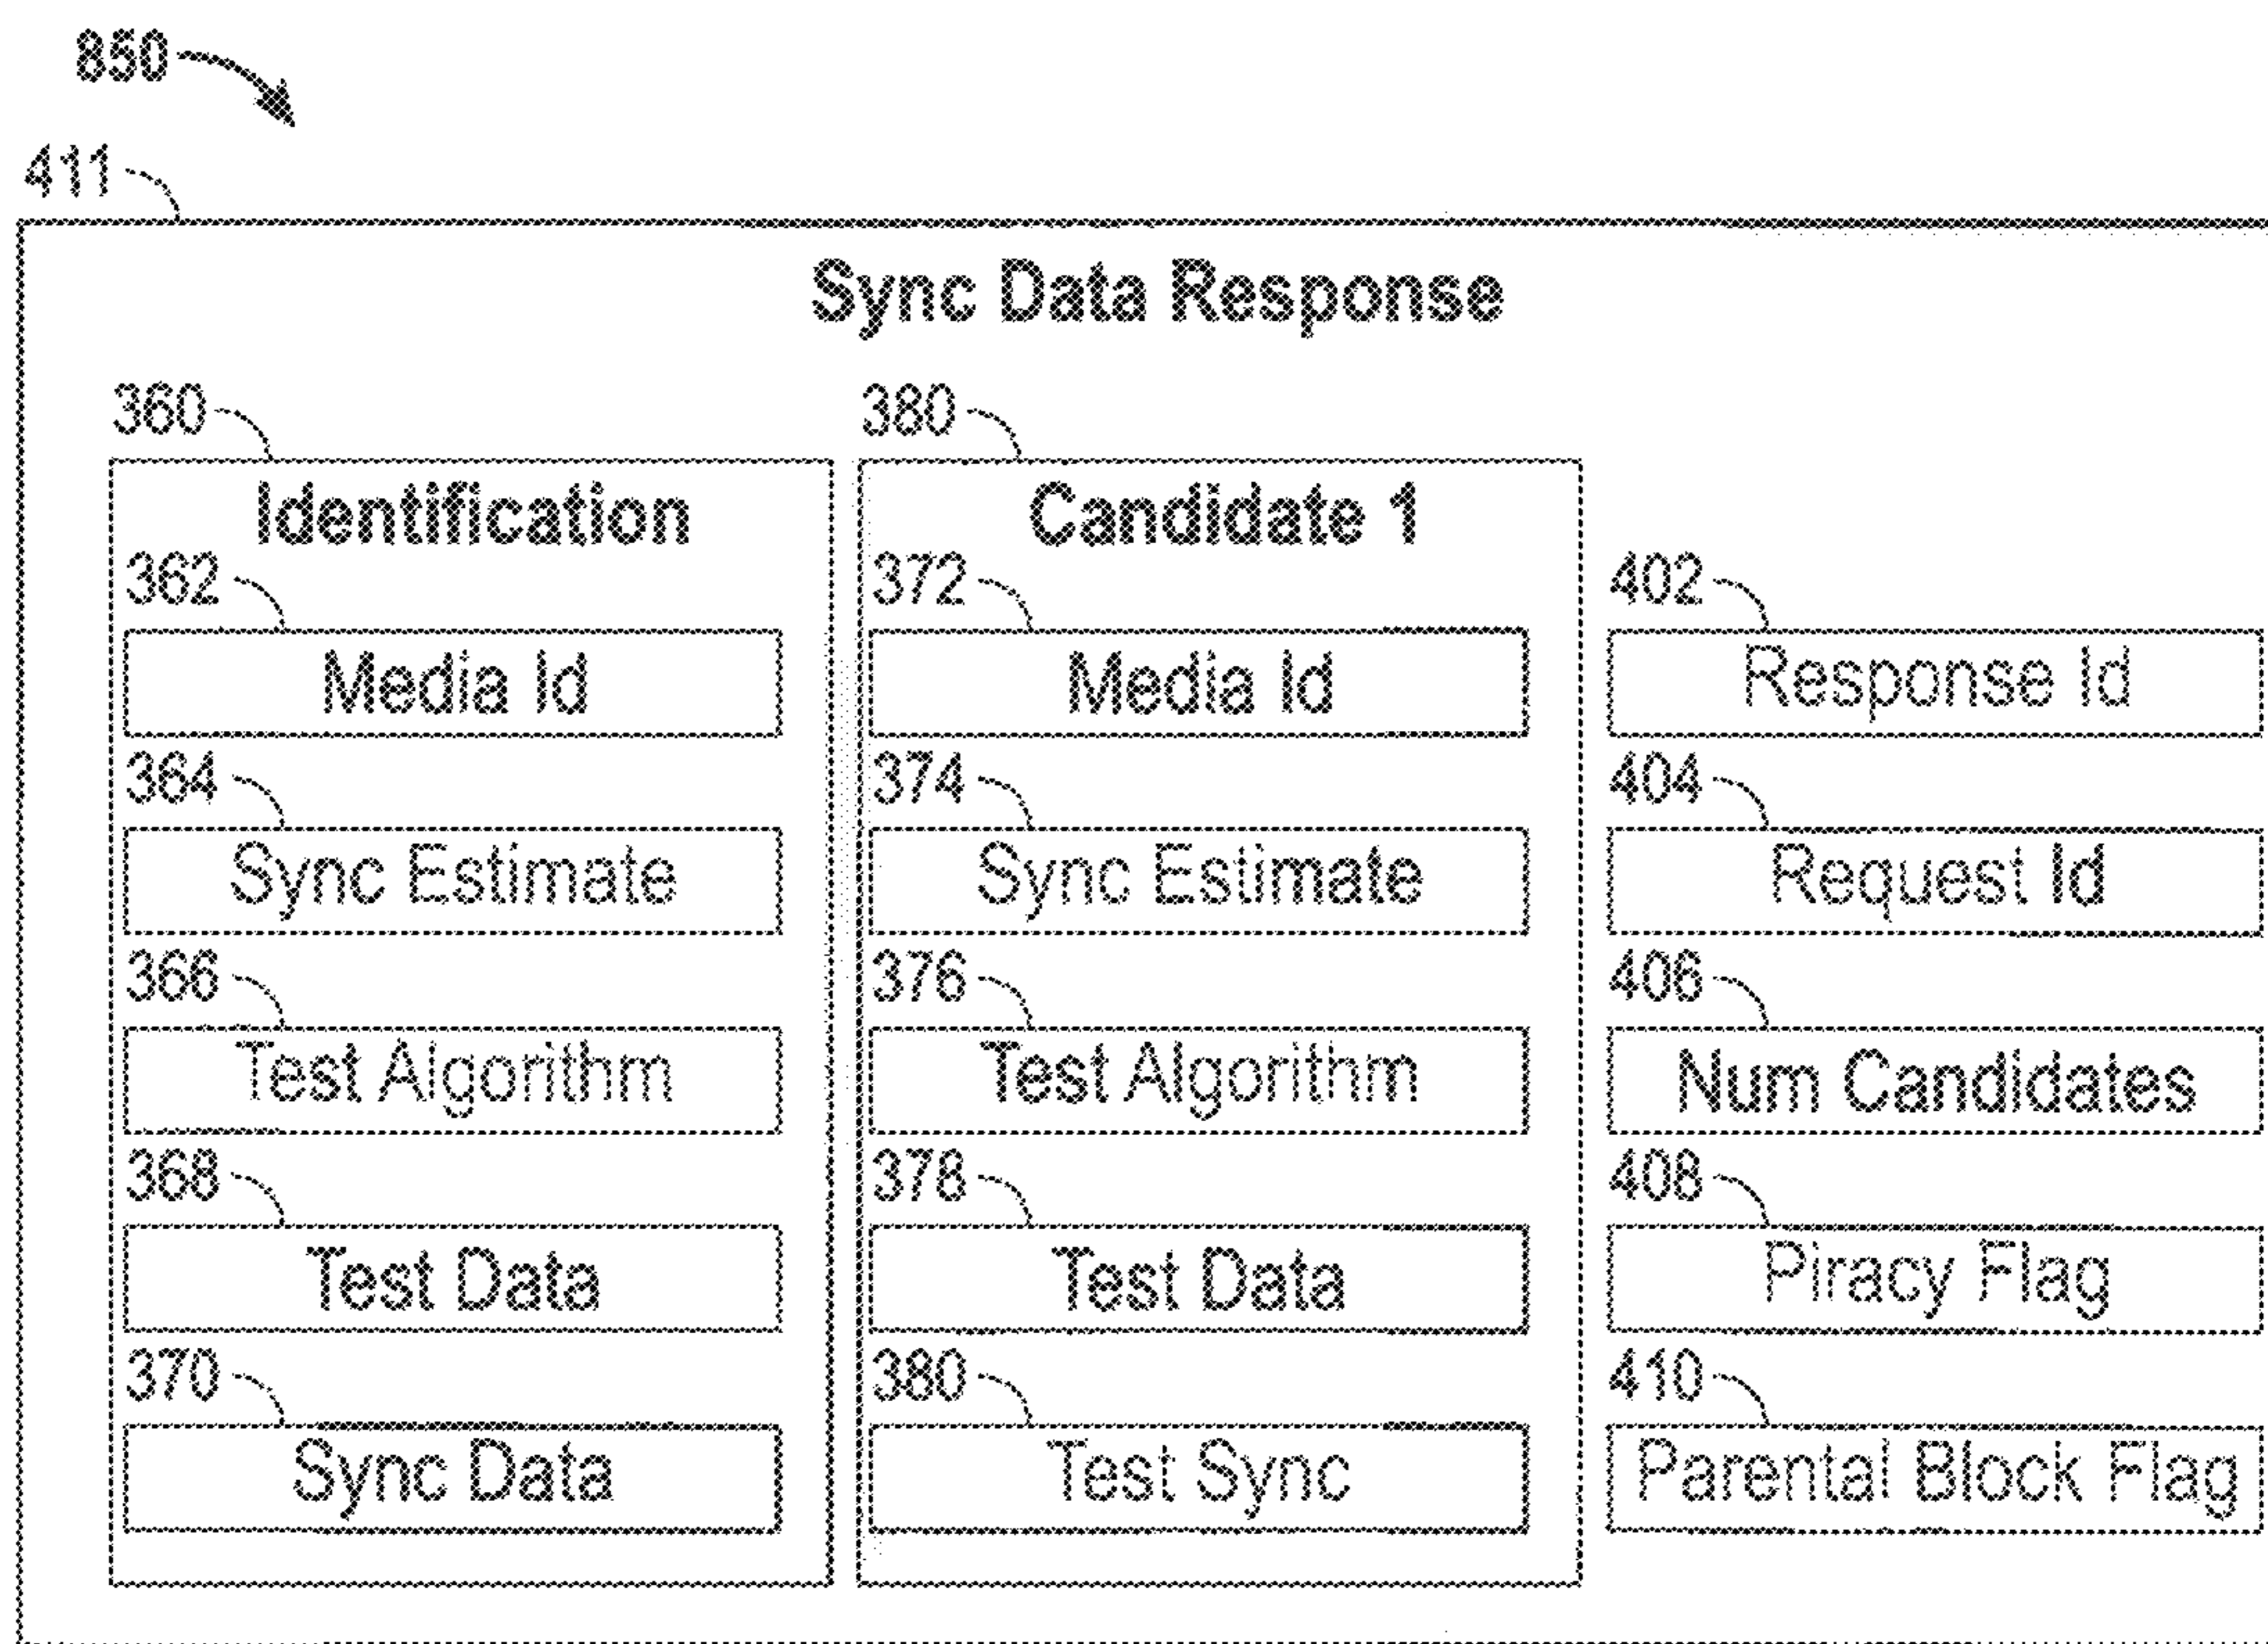 850
411
Sync Data Response
360
Identification
362
Media Id
364
Sync Estimate
366
Test Algorithm
368
Test Data
370
Sync Data
380
Candidate 1
372
Media Id
374
Sync Estimate
376
Test Algorithm
378
Test Data
380
Test Sync
402
Response Id
404
Request Id
406
Num Candidates
408
Piracy Flag
410
Parental Block Flag